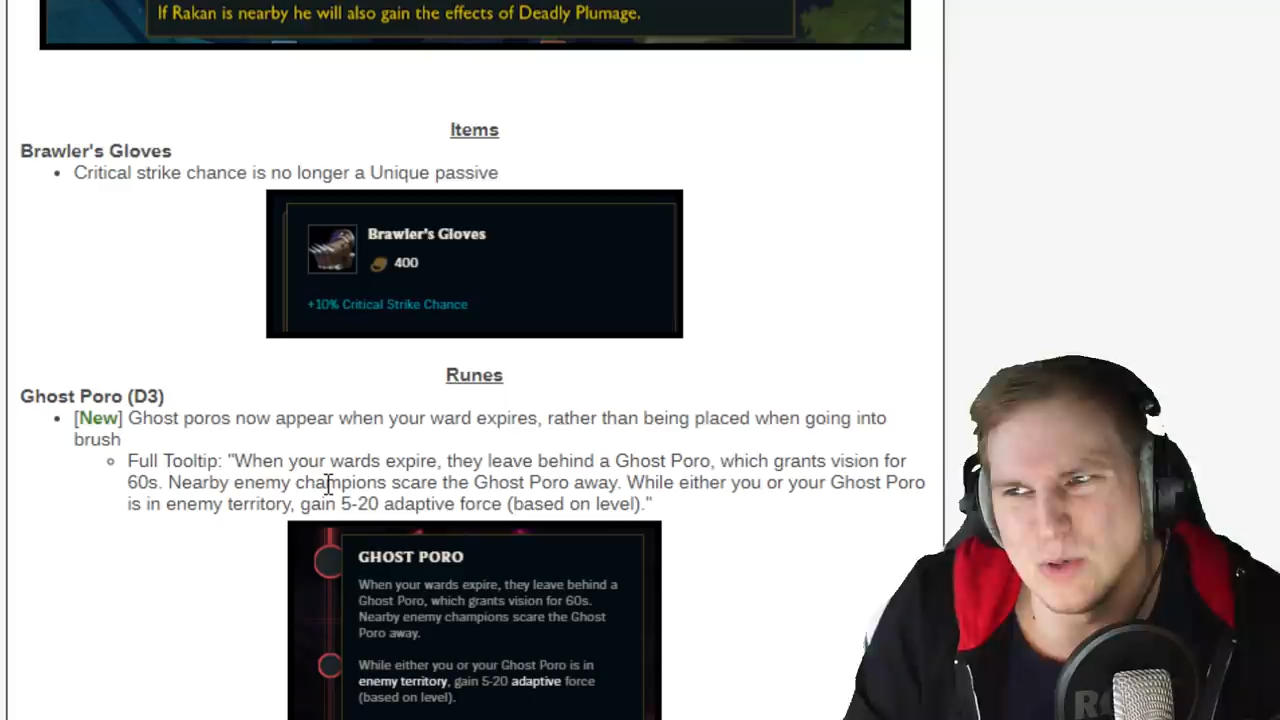 If Rakan is nearby he will also gain the effects of Deadly Plumage.
Items
Brawler's Gloves
Critical strike chance is no longer a Unique passive
Brawler's Gloves
400
+10% Critical Strike Chance
Runes
Ghost Poro (D3)
[New] Ghost poros now appear when your ward expires, rather than being placed when going into
brush
Full Tooltip: "When your wards expire, they leave behind a Ghost Poro, which grants vision for
60s. Nearby enemy champions scare the Ghost Poro away. While either you or your Ghost Poro
is in enemy territory, gain 5-20 adaptive force (based on level)."
GHOST PORO
When your wards expire, they leave behind a
Ghost Poro, which grants vision for 60s.
Nearby enemy champions scare the Ghost
Poro away.
While either you or your Ghost Poro is in
enemy territory, gain 5-20 adaptive force
(based on level).